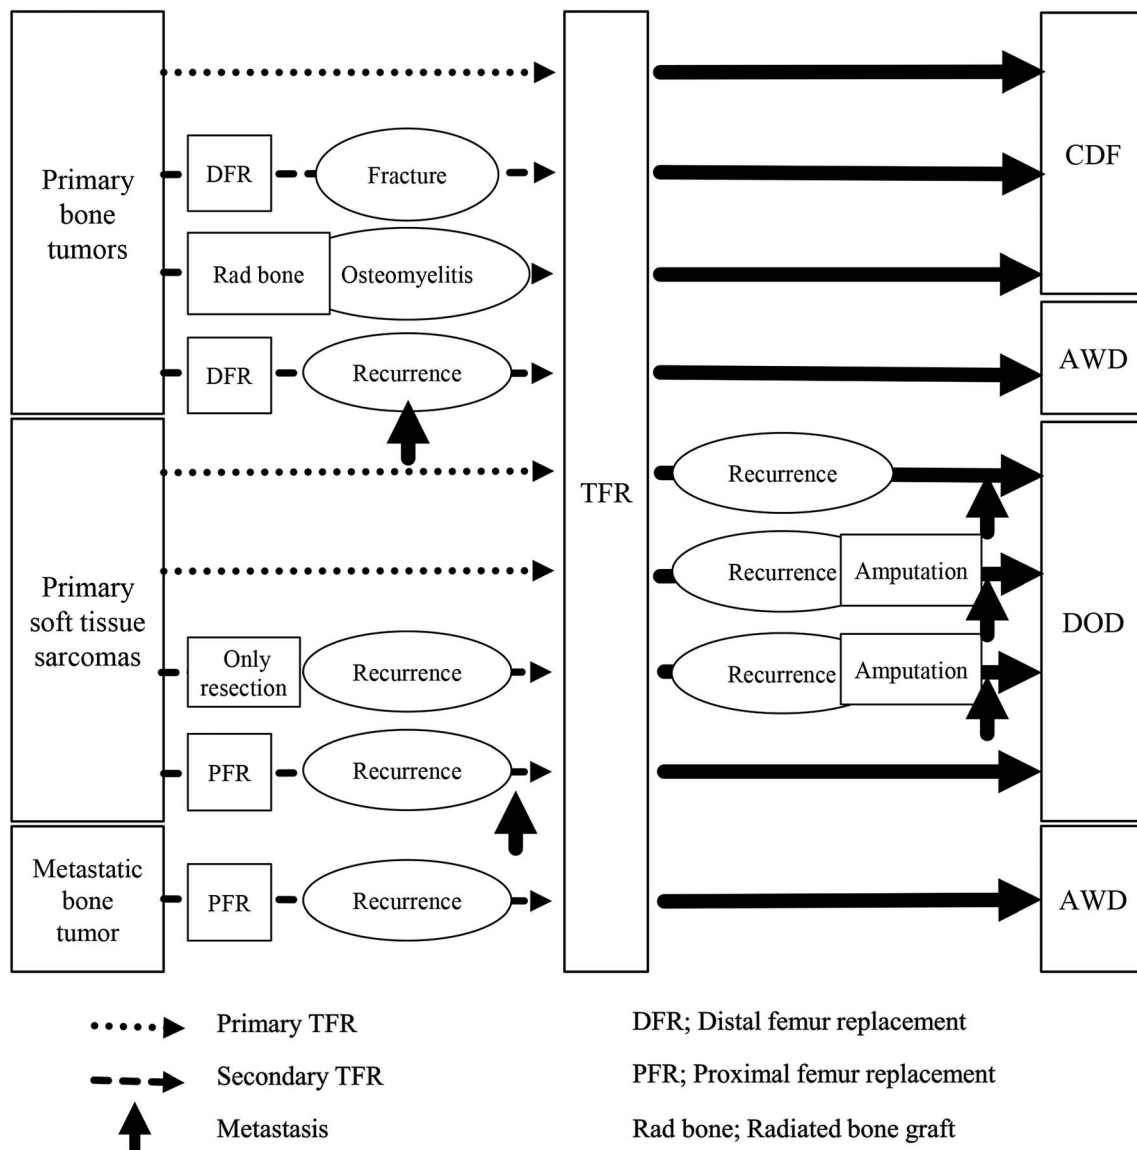 Primary
bone
tumors
DFR
Fracture
Rad bone
Osteomyelitis
DFR
Recurrence
Primary
soft tissue
sarcomas
Only
resection
Recurrence
PFR
Recurrence
Metastatic
bone
tumor
PFR
Recurrence
TFR
Recurrence
Recurrence
Amputation
Recurrence
Amputation
CDF
AWD
DOD
AWD
Primary TFR
Secondary TFR
Metastasis
DFR; Distal femur replacement
PFR; Proximal femur replacement
Rad bone; Radiated bone graft